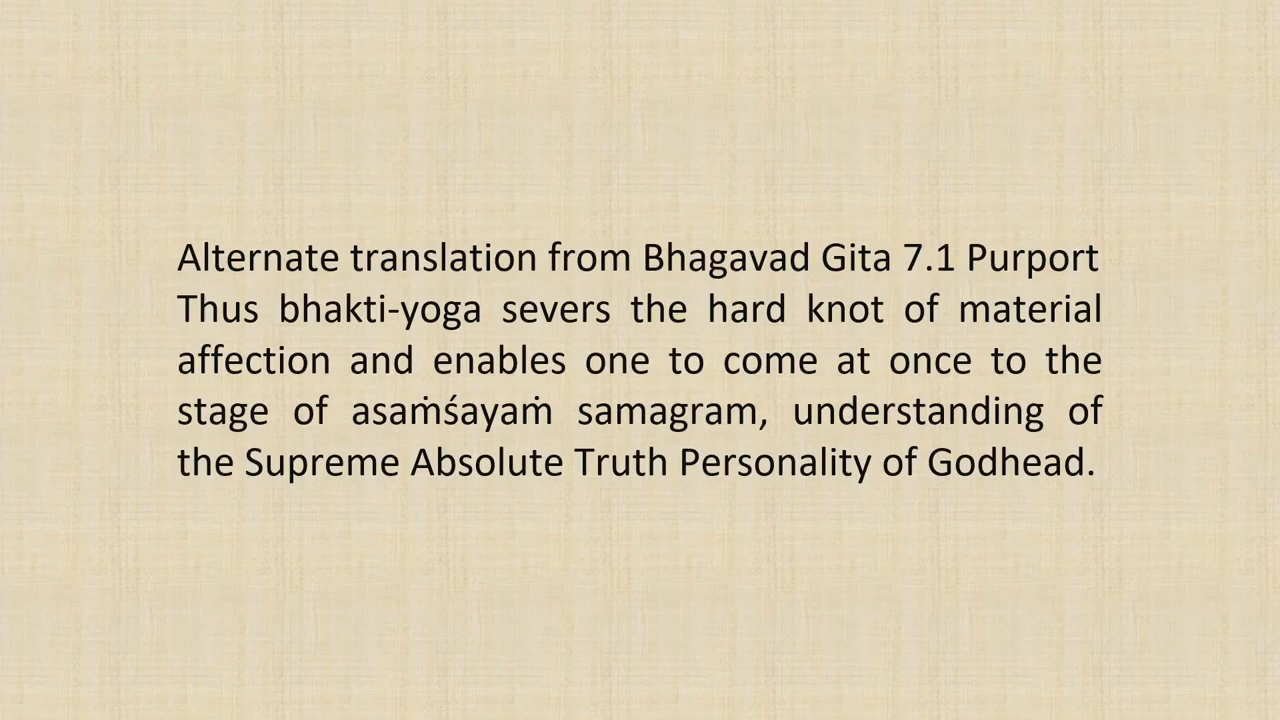 Alternate translation from Bhagavad Gita 7.1 Purport
Thus bhakti-yoga severs the hard knot of material
affection and enables one to come at once to the
stage of asaṁśayaṁ samagram, understanding of
the Supreme Absolute Truth Personality of Godhead.